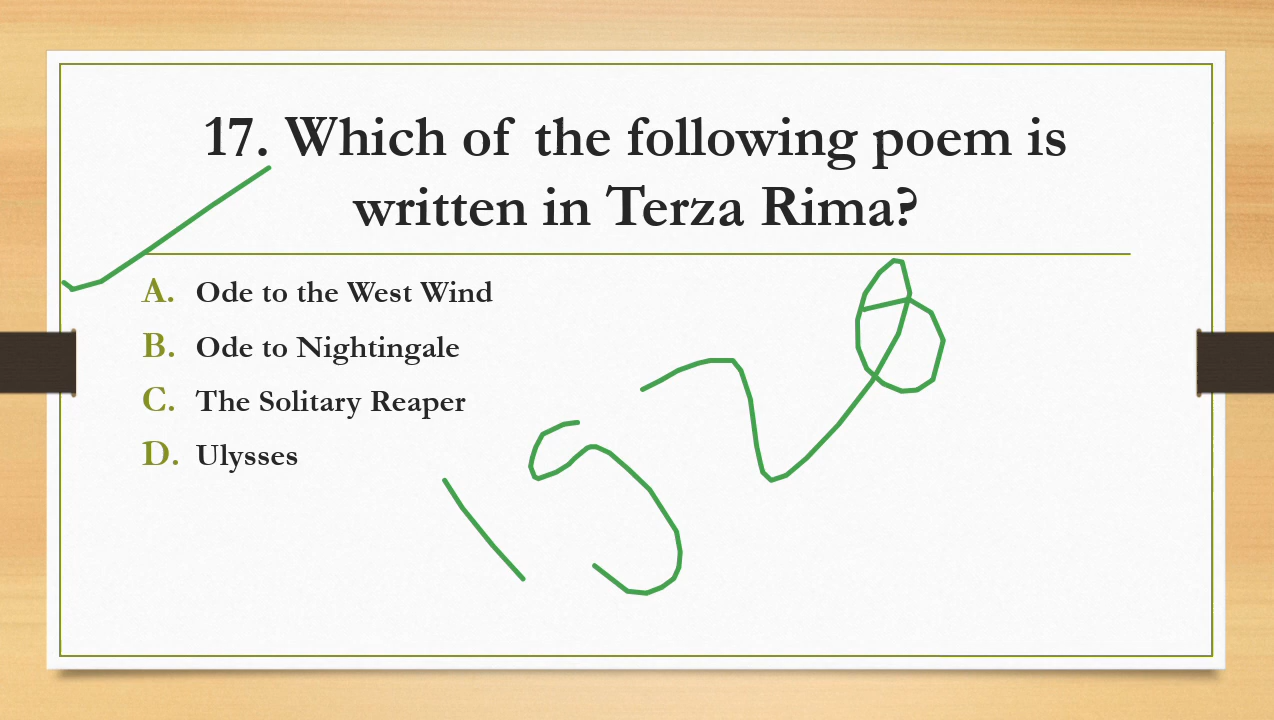 17. Which of the following poem is
written in Terza Rima?
A. Ode to the West Wind
B. Ode to Nightingale
C. The Solitary Reaper
D. Ulysses